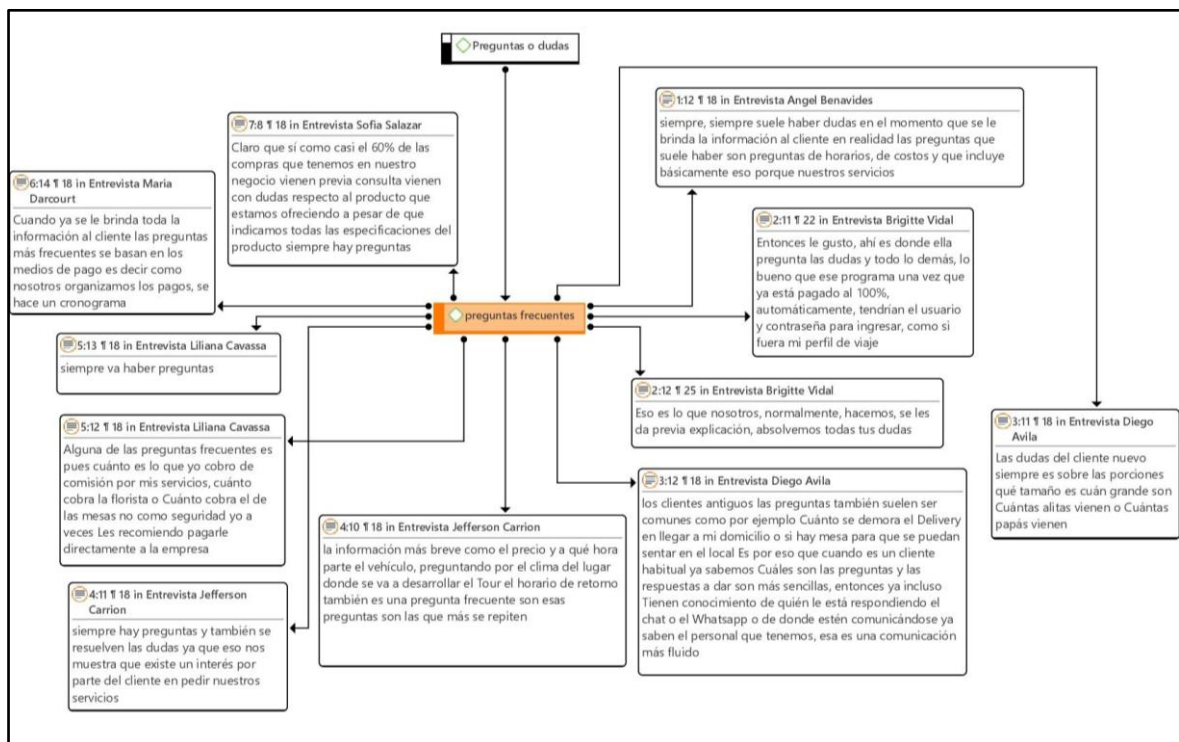 Preguntas o dudas
7:8 ¶ 18 in Entrevista Sofia Salazar
Claro que sí como casi el 60% de las
compras que tenemos en nuestro
negocio vienen previa consulta vienen
con dudas respecto al producto que
estamos ofreciendo a pesar de que
indicamos todas las especificaciones del
producto siempre hay preguntas
1:12 ¶ 18 in Entrevista Angel Benavides
siempre, siempre suele haber dudas en el momento que se le
brinda la información al cliente en realidad las preguntas que
suele haber son preguntas de horarios, de costos y que incluye
básicamente eso porque nuestros servicios
6:14 ¶ 18 in Entrevista Maria
Darcourt
Cuando ya se le brinda toda la
información al cliente las preguntas
más frecuentes se basan en los
medios de pago es decir como
nosotros organizamos los pagos, se
hace un cronograma
2:11 ¶ 22 in Entrevista Brigitte Vidal
Entonces le gusto, ahí es donde ella
pregunta las dudas y todo lo demás, lo
bueno que ese programa una vez que
ya está pagado al 100%,
automáticamente, tendrían el usuario
y contraseña para ingresar, como si
fuera mi perfil de viaje
preguntas frecuentes
5:13 ¶ 18 in Entrevista Liliana Cavassa
siempre va haber preguntas
2:12 ¶ 25 in Entrevista Brigitte Vidal
Eso es lo que nosotros, normalmente, hacemos, se les
da previa explicación, absolvemos todas tus dudas
5:12 ¶ 18 in Entrevista Liliana Cavassa
Alguna de las preguntas frecuentes es
pues cuánto es lo que yo cobro de
comisión por mis servicios, cuánto
cobra la florista o Cuánto cobra el de
las mesas no como seguridad yo a
veces Les recomiendo pagarle
directamente a la empresa
3:11 ¶ 18 in Entrevista Diego
Avila
Las dudas del cliente nuevo
siempre es sobre las porciones
qué tamaño es cuán grande son
Cuántas alitas vienen o Cuántas
papás vienen
3:12 ¶ 18 in Entrevista Diego Avila
los clientes antiguos las preguntas también suelen ser
comunes como por ejemplo Cuánto se demora el Delivery
en llegar a mi domicilio o si hay mesa para que se puedan
sentar en el local Es por eso que cuando es un cliente
habitual ya sabemos Cuáles son las preguntas y las
respuestas a dar son más sencillas, entonces ya incluso
Tienen conocimiento de quién le está respondiendo el
chat o el Whatsapp o de donde estén comunicándose ya
saben el personal que tenemos, esa es una comunicación
más fluido
4:10 ¶ 18 in Entrevista Jefferson Carrion
la información más breve como el precio y a qué hora
parte el vehículo, preguntando por el clima del lugar
donde se va a desarrollar el Tour el horario de retorno
también es una pregunta frecuente son esas
preguntas son las que más se repiten
4:11 ¶ 18 in Entrevista Jefferson
Carrion
siempre hay preguntas y también se
resuelven las dudas ya que eso nos
muestra que existe un interés por
parte del cliente en pedir nuestros
servicios